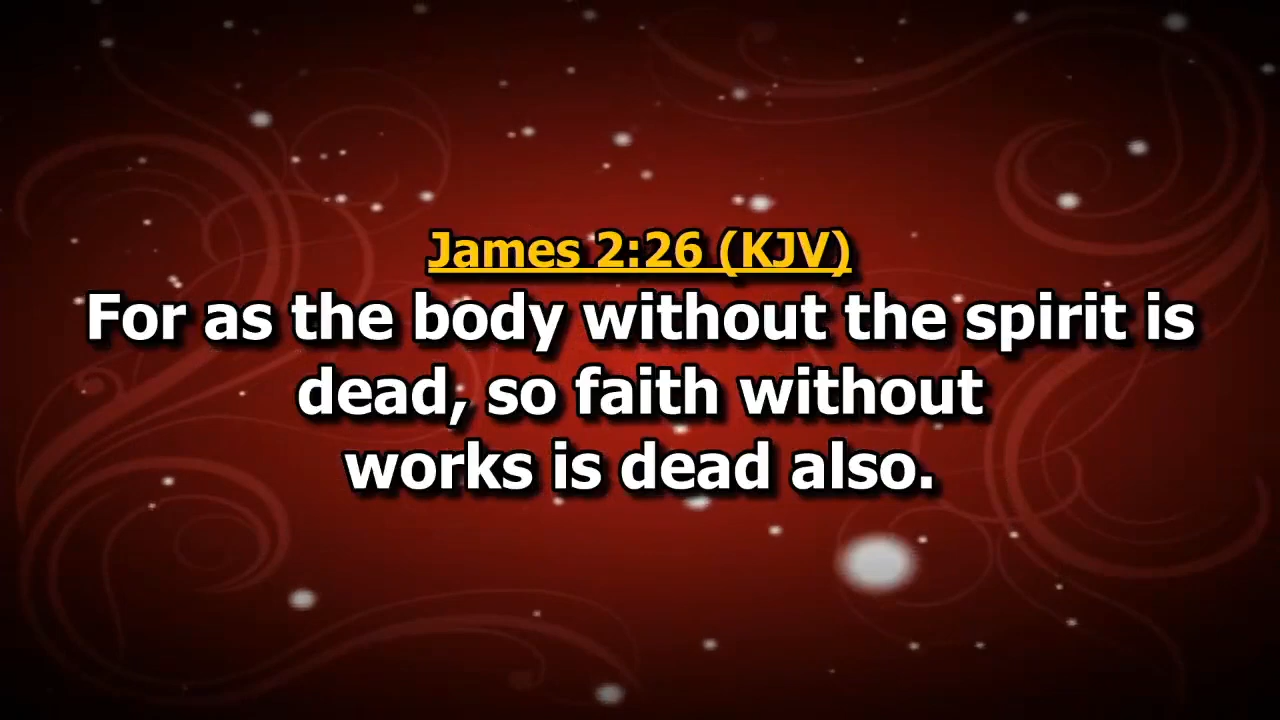 James 2:26 (KJV)
For as the body without the spirit is
dead, so faith without
works is dead also.